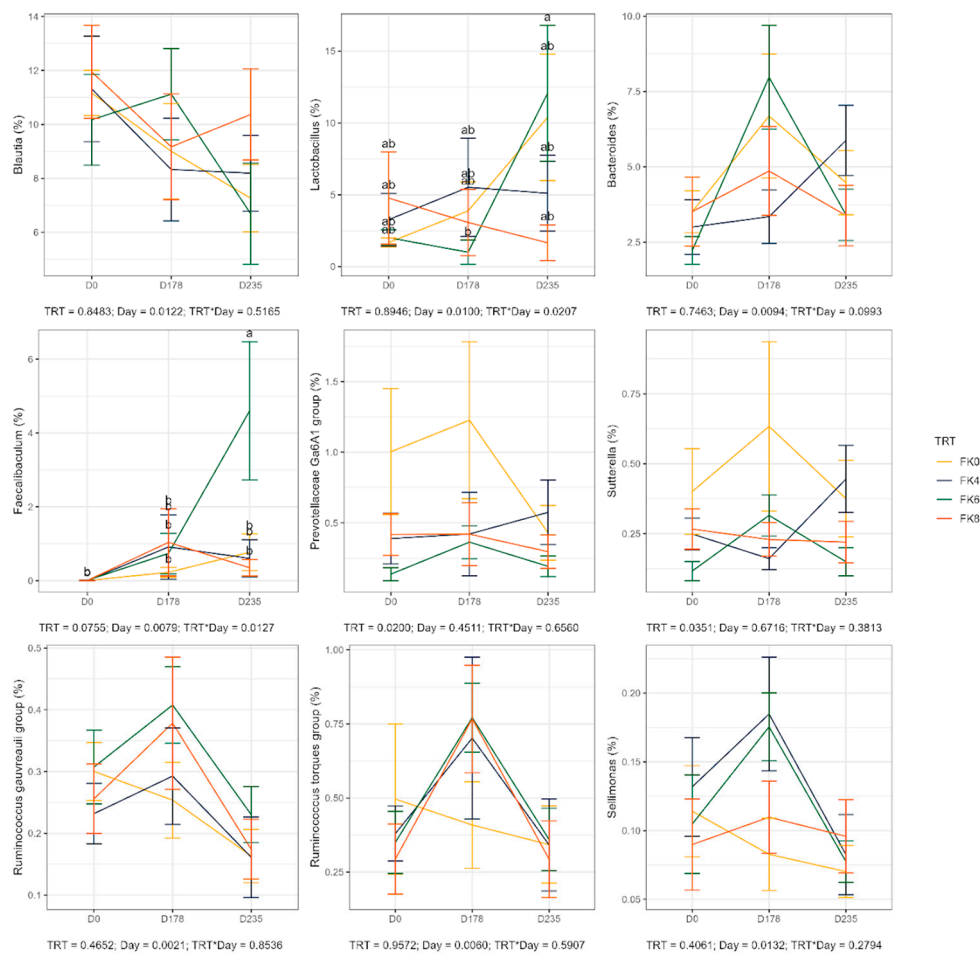 Blautia (%)
14
12
10
8
6
D0
D178
D235
TRT = 0.8483; Day = 0.0122; TRT*Day = 0.5165
Lactobacillus (%)
15
10
5
0
ab
ab
ab
ab
ab
ab
ab
b
a
ab
ab
ab
D0
D178
D235
TRT = 0.8946; Day = 0.0100; TRT*Day = 0.0207
Bacteroides (%)
10.0
7.5
5.0
2.5
D0
D178
D235
TRT = 0.7463; Day = 0.0094; TRT*Day = 0.0993
Faecalibaculum (%)
6
4
2
0
b
b
b
b
b
a
b
b
b
D0
D178
D235
TRT = 0.0755; Day = 0.0079; TRT*Day = 0.0127
Prevotellaceae Ga6A1 group (%)
1.5
1.0
0.5
D0
D178
D235
TRT = 0.0200; Day = 0.4511; TRT*Day = 0.6560
Sutterella (%)
0.75
0.50
0.25
D0
D178
D235
TRT = 0.0351; Day = 0.6716; TRT*Day = 0.3813
TRT
FK0
FK4
FK6
FK8
Ruminococcus gauvreauii group (%)
0.5
0.4
0.3
0.2
0.1
D0
D178
D235
TRT = 0.4652; Day = 0.0021; TRT*Day = 0.8536
Ruminococcus torques group (%)
1.00
0.75
0.50
0.25
D0
D178
D235
TRT = 0.9572; Day = 0.0060; TRT*Day = 0.5907
Sellimonas (%)
0.20
0.15
0.10
0.05
D0
D178
D235
TRT = 0.4061; Day = 0.0132; TRT*Day = 0.2794